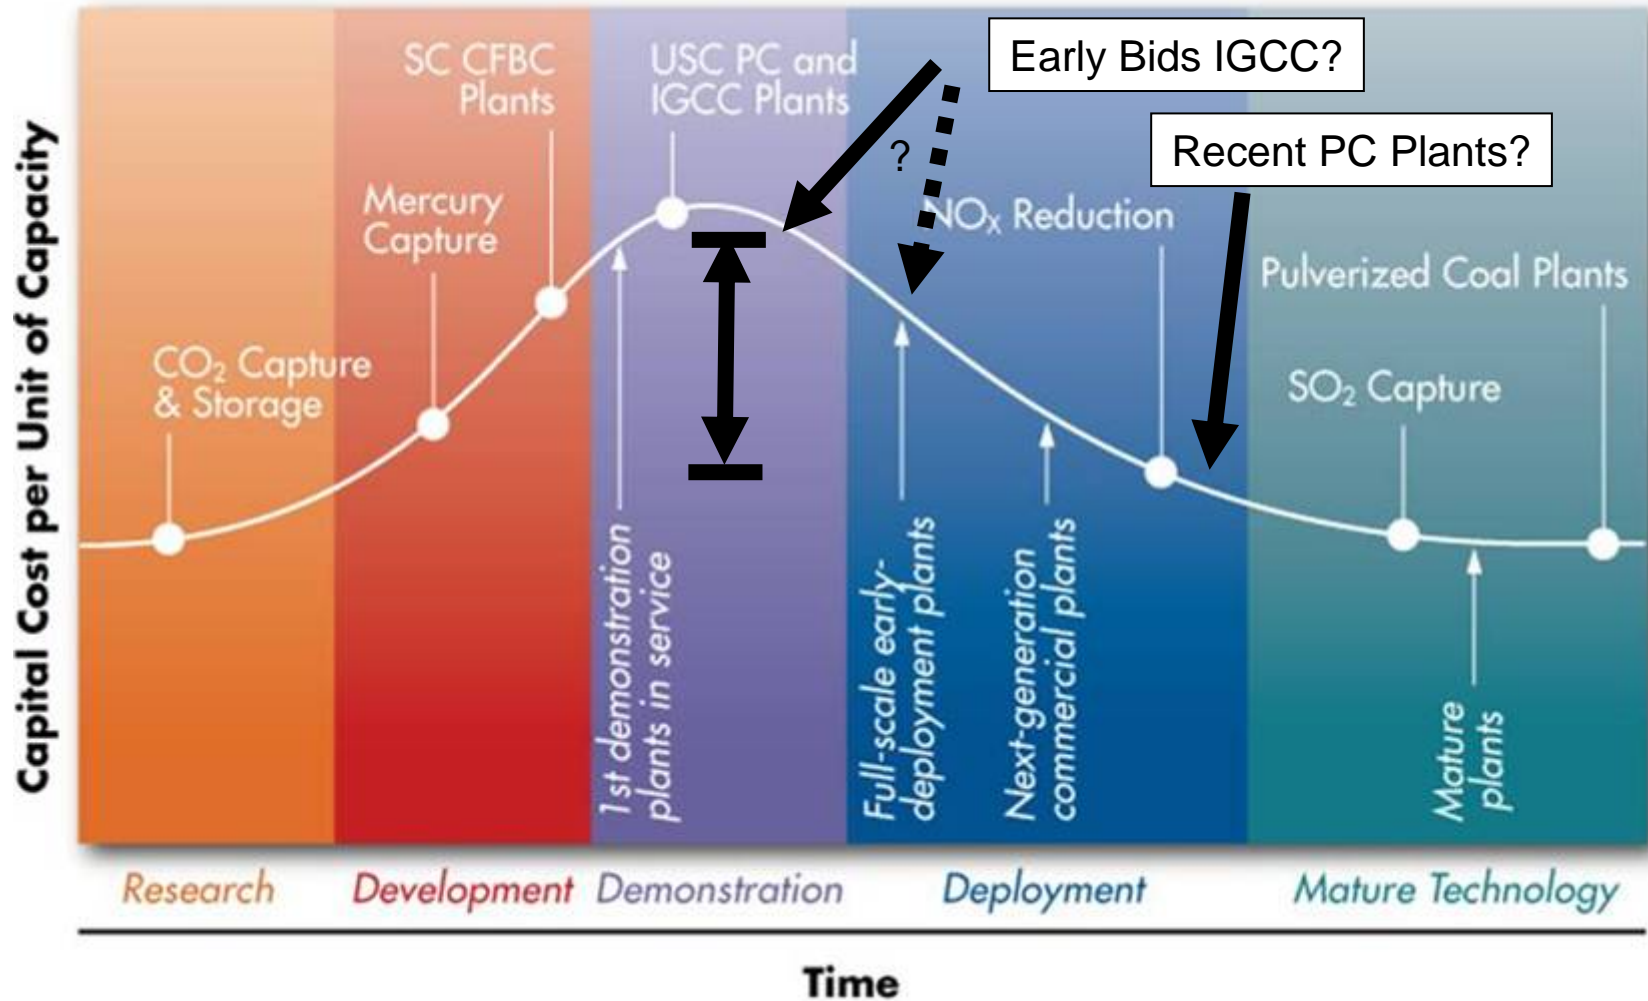 Capital Cost per Unit of Capacity
CO₂ Capture
& Storage
Mercury
Capture
SC CFBC
Plants
USC PC and
IGCC Plants
Early Bids IGCC?
?
Recent PC Plants?
NOₓ Reduction
Pulverized Coal Plants
SO₂ Capture
1st demonstration
plants in service
Full-scale early-
deployment plants
Next-generation
commercial plants
Mature
plants
Research
Development
Demonstration
Deployment
Mature Technology
Time